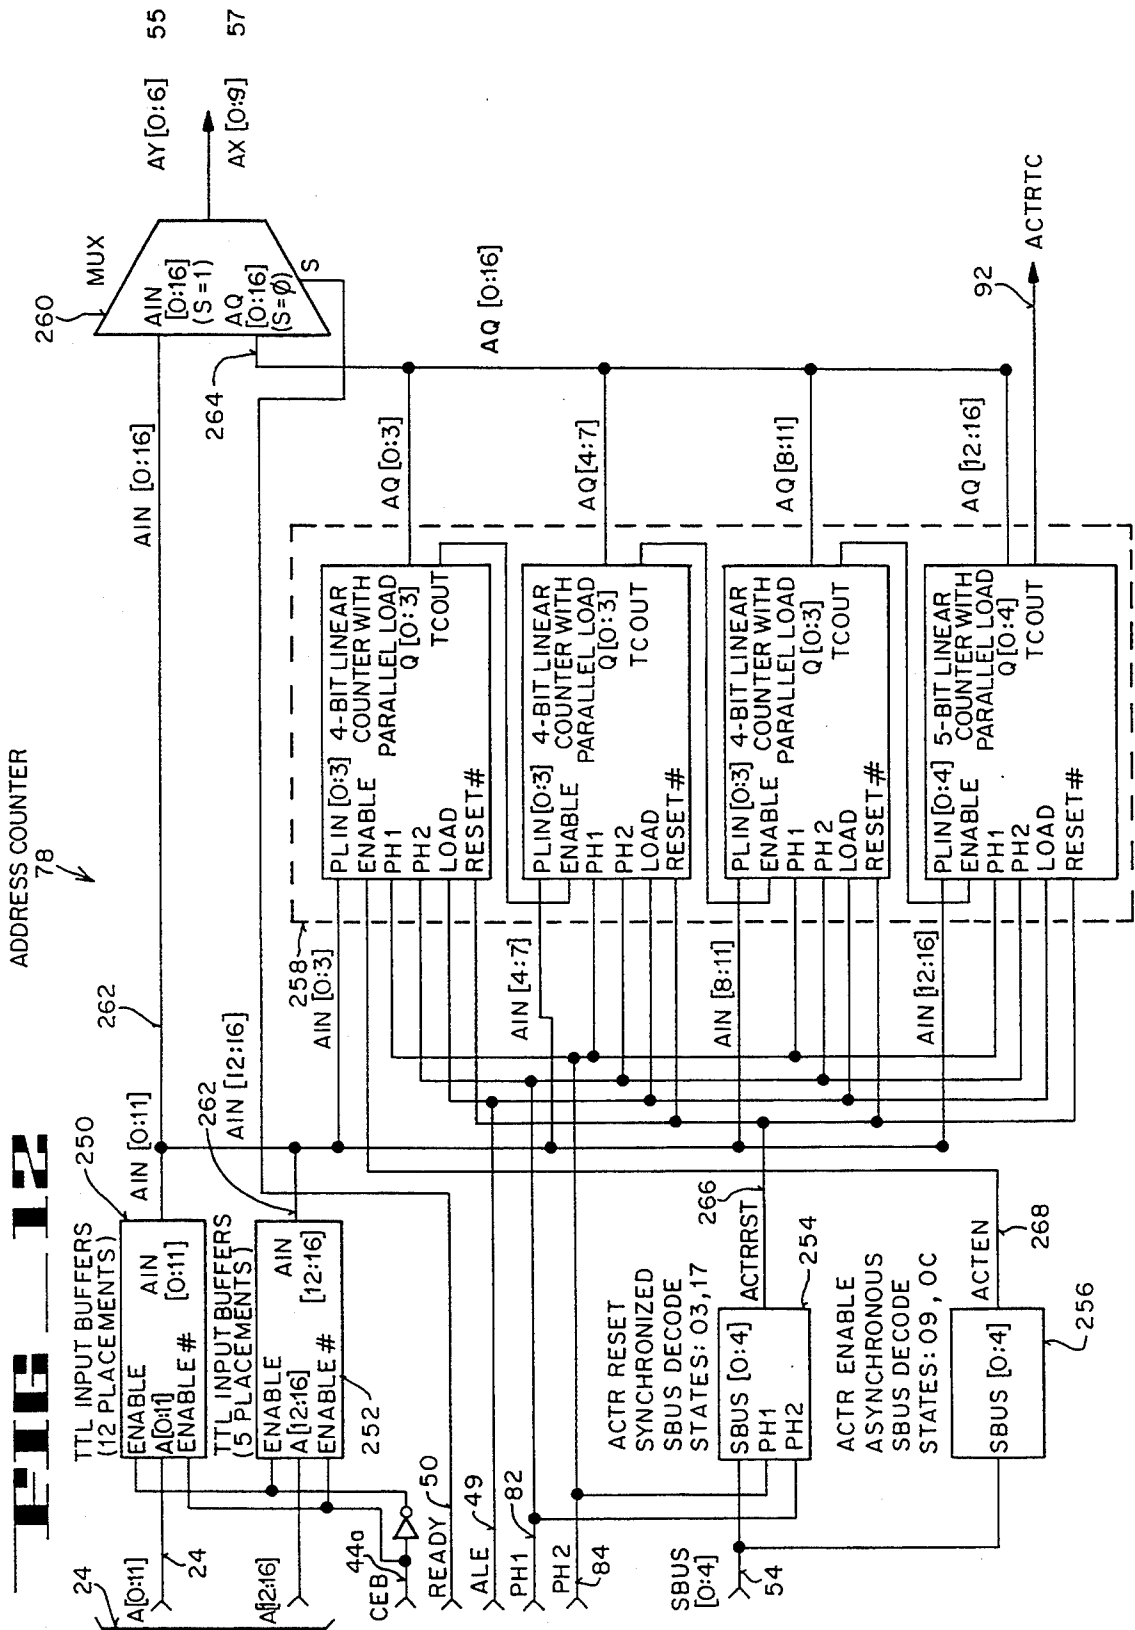 FIG 12
ADDRESS COUNTER
78
24
A[0:11]
24
A[12:16]
CEB
44a
READY
50
ALE
49
PH1
82
PH2
84
SBUS
[0:4]
54
TTL INPUT BUFFERS
(12 PLACEMENTS)
250
ENABLE
A[0:11]
ENABLE #
AIN
[0:11]
AIN [0:11]
TTL INPUT BUFFERS
(5 PLACEMENTS)
ENABLE
A[12:16]
ENABLE #
AIN
[12:16]
252
262
AIN [12:16]
262
AIN [0:16]
ACTR RESET
SYNCHRONIZED
SBUS DECODE
STATES: 03,17
SBUS [0:4]
PH1
PH2
254
ACTRRST
266
ACTR ENABLE
ASYNCHRONOUS
SBUS DECODE
STATES: 09, 0C
SBUS [0:4]
256
ACTEN
268
258
AIN [0:3]
PLIN [0:3]
ENABLE
PH1
PH2
LOAD
RESET#
4-BIT LINEAR
COUNTER WITH
PARALLEL LOAD
Q [0:3]
TCOUT
AQ [0:3]
AIN [4:7]
PLIN [0:3]
ENABLE
PH1
PH2
LOAD
RESET#
4-BIT LINEAR
COUNTER WITH
PARALLEL LOAD
Q [0:3]
TCOUT
AQ[4:7]
AIN [8:11]
PLIN [0:3]
ENABLE
PH1
PH2
LOAD
RESET#
4-BIT LINEAR
COUNTER WITH
PARALLEL LOAD
Q [0:3]
TCOUT
AQ[8:11]
AIN [12:16]
PLIN [0:4]
ENABLE
PH1
PH2
LOAD
RESET#
5-BIT LINEAR
COUNTER WITH
PARALLEL LOAD
Q [0:4]
TCOUT
AQ [12:16]
AQ [0:16]
264
260
MUX
AIN
[0:16]
(S=1)
AQ
[0:16]
(S=Ø)
S
AY [0:6] 55
AX [0:9] 57
92
ACTRTC